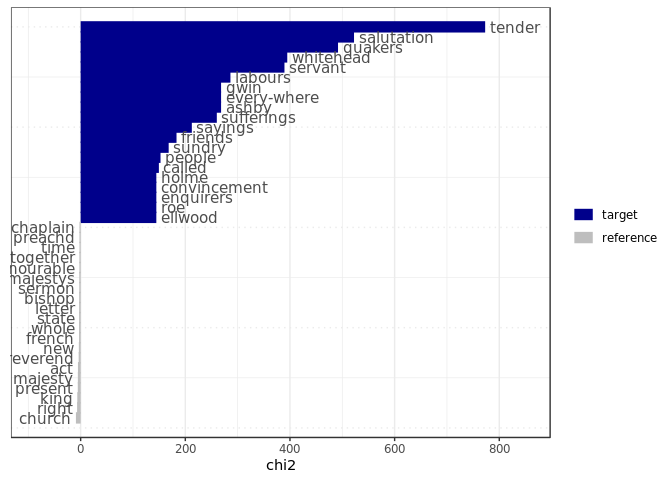 tender
salutation
quakers
whitehead
servant
labours
gwin
every-where
ashby
sufferings
sayings
friends
sundry
people
called
holme
convincement
enquirers
roe
ellwood
chaplain
preachd
time
together
nourable
majestys
sermon
bishop
letter
state
whole
french
new
reverend
act
majesty
present
king
right
church
target
reference
0 200 400 600 800
chi2